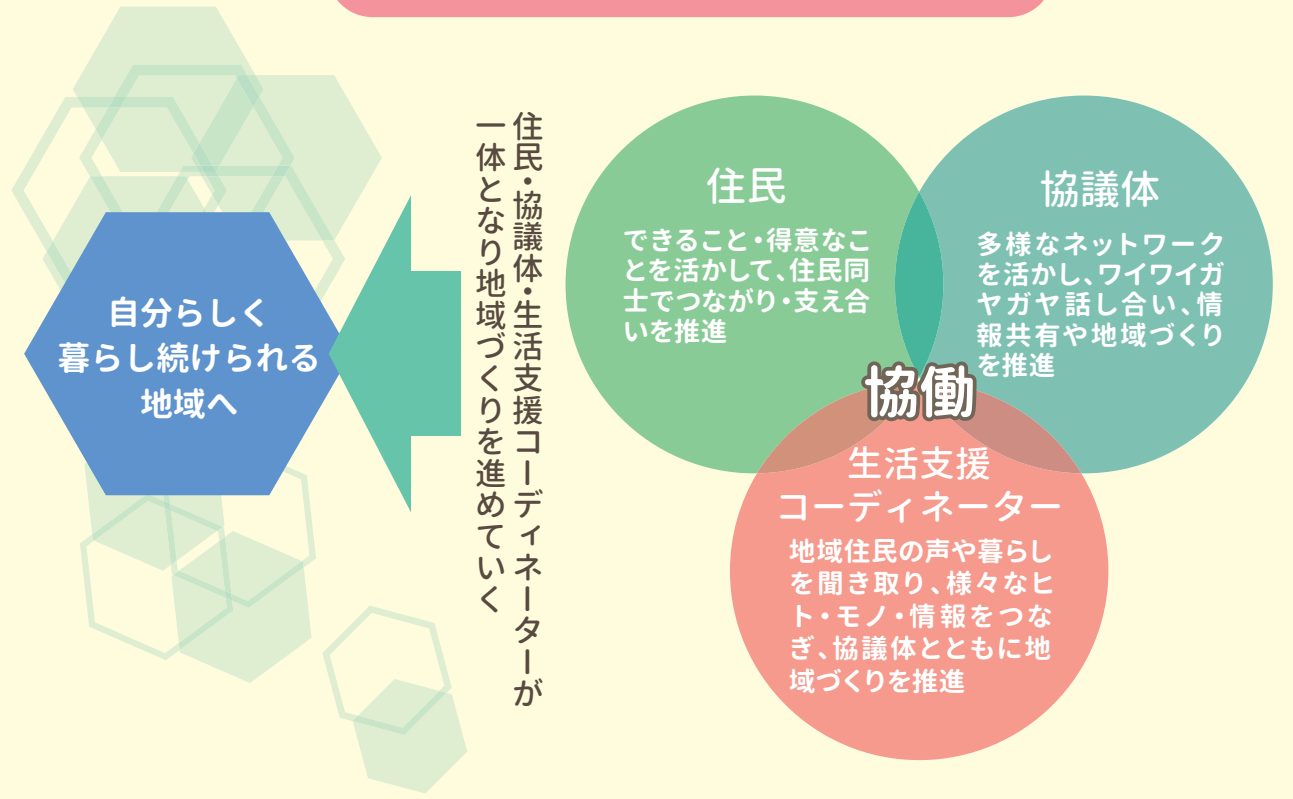 住民
できること・得意なこ
とを活かして、住民同
士でつながり・支え合
いを推進
協議体
多様なネットワーク
を活かし、ワイワイガ
ヤガヤ話し合い、情
報共有や地域づくり
を推進
協働
生活支援
コーディネーター
地域住民の声や暮らし
を聞き取り、様々なヒ
ト・モノ・情報をつな
ぎ、協議体とともに地
域づくりを推進
住民・協議体・生活支援コーディネーターが
一体となり地域づくりを進めていく
自分らしく
暮らし続けられる
地域へ